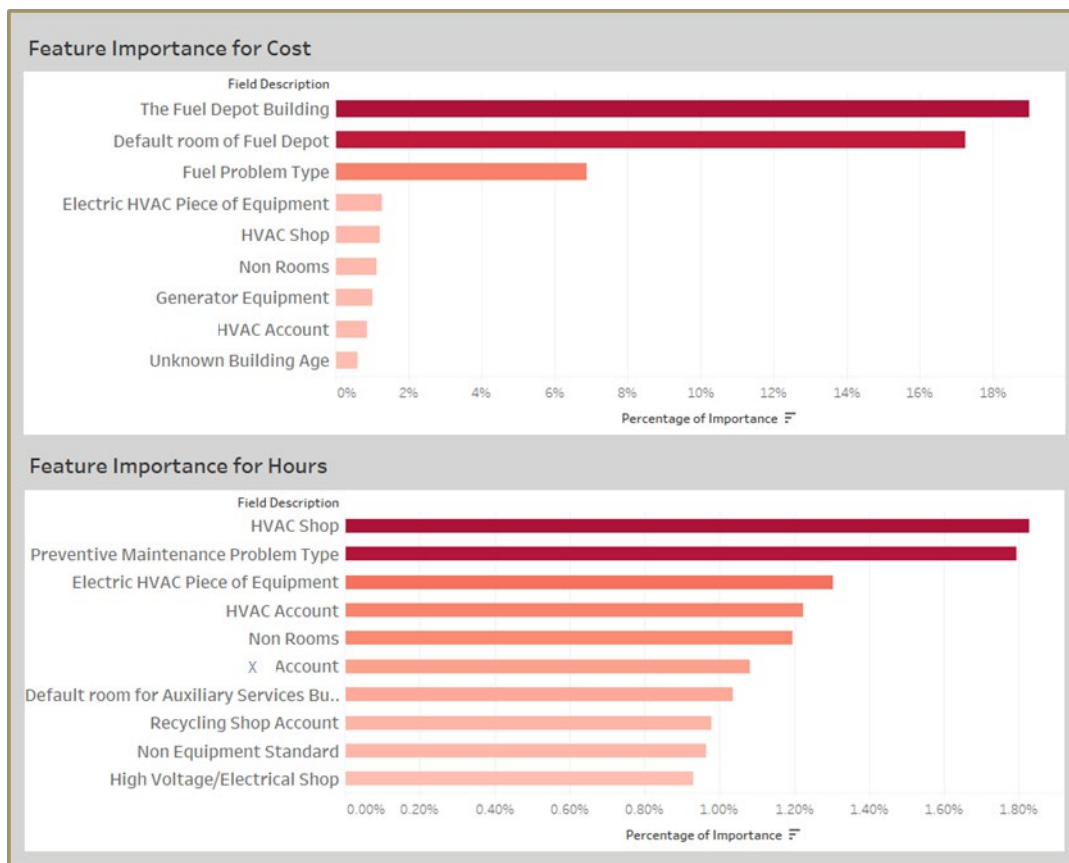 Feature Importance for Cost
Field Description
The Fuel Depot Building
Default room of Fuel Depot
Fuel Problem Type
Electric HVAC Piece of Equipment
HVAC Shop
Non Rooms
Generator Equipment
HVAC Account
Unknown Building Age
0% 2% 4% 6% 8% 10% 12% 14% 16% 18%
Percentage of Importance
Feature Importance for Hours
Field Description
HVAC Shop
Preventive Maintenance Problem Type
Electric HVAC Piece of Equipment
HVAC Account
Non Rooms
X Account
Default room for Auxiliary Services Bu..
Recycling Shop Account
Non Equipment Standard
High Voltage/Electrical Shop
0.00% 0.20% 0.40% 0.60% 0.80% 1.00% 1.20% 1.40% 1.60% 1.80%
Percentage of Importance